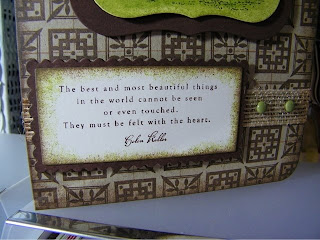 The best and most beautiful things
in the world cannot be seen
or even touched.
They must be felt with the heart.
Helen Keller